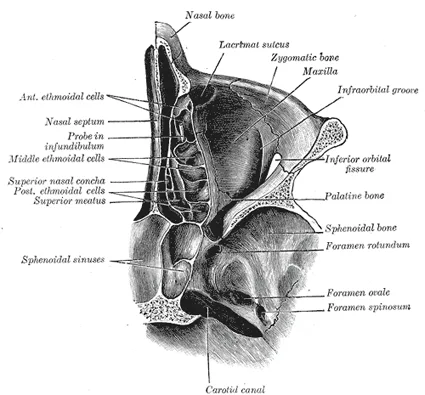 Nasal bone
Lacrimal sulcus
Zygomatic bone
Maxilla
Infraorbital groove
Ant. ethmoidal cells
Nasal septum
Probe in
infundibulum
Middle ethmoidal cells
Superior nasal concha
Post. ethmoidal cells
Superior meatus
Inferior orbital
fissure
Palatine bone
Sphenoidal bone
Foramen rotundum
Sphenoidal sinuses
Foramen ovale
Foramen spinosum
Carotid canal